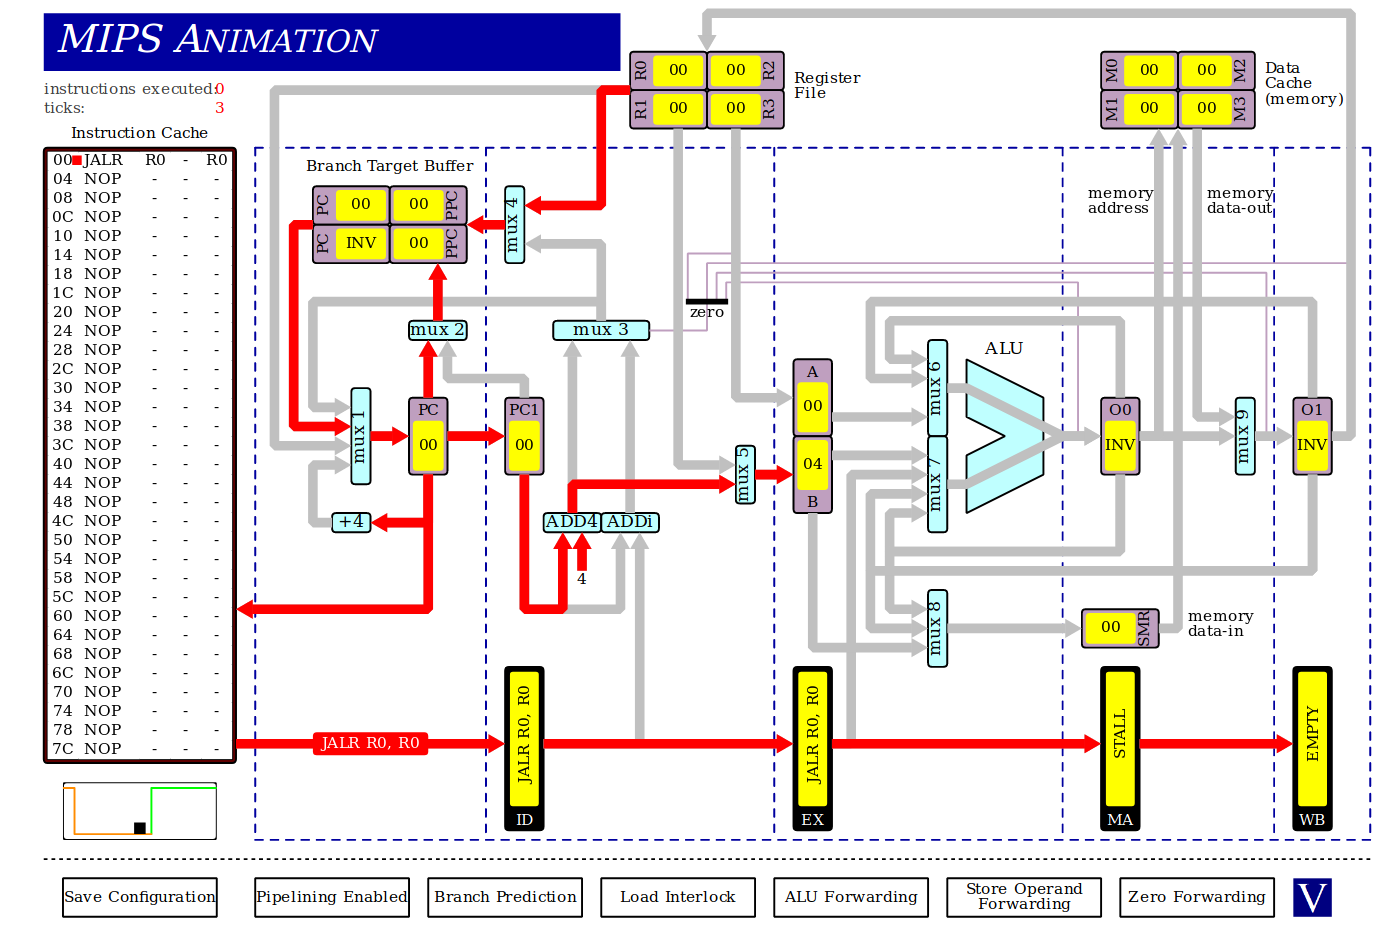 MIPS ANIMATION
instructions executed:0
ticks: 3
Instruction Cache
00 JALR R0 - R0
04 NOP - - -
08 NOP - - -
0C NOP - - -
10 NOP - - -
14 NOP - - -
18 NOP - - -
1C NOP - - -
20 NOP - - -
24 NOP - - -
28 NOP - - -
2C NOP - - -
30 NOP - - -
34 NOP - - -
38 NOP - - -
3C NOP - - -
40 NOP - - -
44 NOP - - -
48 NOP - - -
4C NOP - - -
50 NOP - - -
54 NOP - - -
58 NOP - - -
5C NOP - - -
60 NOP - - -
64 NOP - - -
68 NOP - - -
6C NOP - - -
70 NOP - - -
74 NOP - - -
78 NOP - - -
7C NOP - - -
R0 00 00 R2
R1 00 00 R3
Register
File
M0 00 00 M2
M1 00 00 M3
Data
Cache
(memory)
Branch Target Buffer
PC 00 00 PPC
PC INV 00 PPC
mux 4
memory
address
memory
data-out
zero
mux 2
mux 3
mux 1
PC
00
PC1
00
+4
ADD4
ADDi
4
mux 5
A
00
04
B
mux 6
mux 7
ALU
O0
INV
mux 9
O1
INV
mux 8
00 SMR
memory
data-in
JALR R0, R0
JALR R0, R0
ID
JALR R0, R0
EX
STALL
MA
EMPTY
WB
Save Configuration
Pipelining Enabled
Branch Prediction
Load Interlock
ALU Forwarding
Store Operand
Forwarding
Zero Forwarding
V